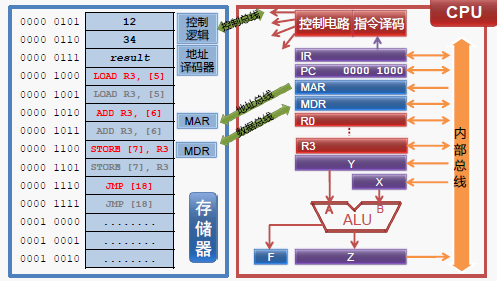 0000 0101 12
0000 0110 34
0000 0111 result
0000 1000 LOAD R3, [5]
0000 1001 LOAD R3, [5]
0000 1010 ADD R3, [6]
0000 1011 ADD R3, [6]
0000 1100 STORE [7], R3
0000 1101 STORE [7], R3
0000 1110 JMP [18]
0000 1111 JMP [18]
0001 0000 ........
0001 0001 ........
0001 0010 ........
控制
逻辑
地址
译码器
MAR
MDR
存
储
器
控制总线
地址总线
数据总线
CPU
控制电路 指令译码
IR
PC 0000 1000
MAR
MDR
R0
⋮
R3
Y
X
A B
ALU
F Z
内
部
总
线